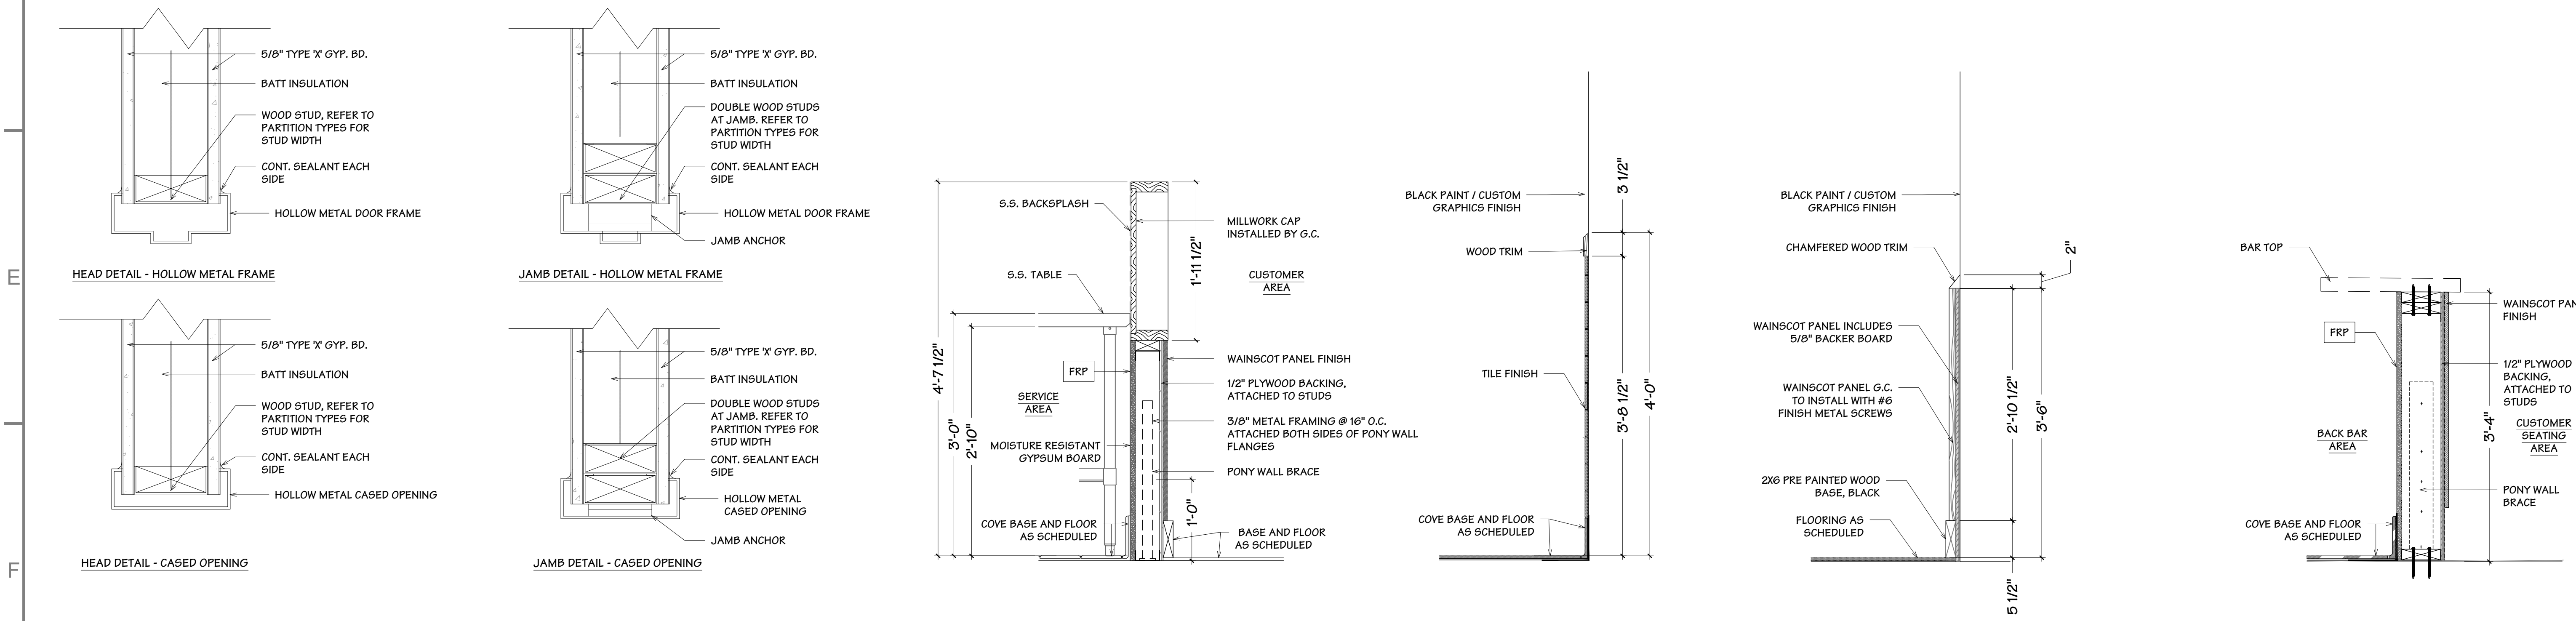 5/8" TYPE 'X' GYP. BD.
BATT INSULATION
WOOD STUD, REFER TO
PARTITION TYPES FOR
STUD WIDTH
CONT. SEALANT EACH
SIDE
HOLLOW METAL DOOR FRAME
HEAD DETAIL - HOLLOW METAL FRAME
5/8" TYPE 'X' GYP. BD.
BATT INSULATION
DOUBLE WOOD STUDS
AT JAMB. REFER TO
PARTITION TYPES FOR
STUD WIDTH
CONT. SEALANT EACH
SIDE
HOLLOW METAL DOOR FRAME
JAMB ANCHOR
JAMB DETAIL - HOLLOW METAL FRAME
E
5/8" TYPE 'X' GYP. BD.
BATT INSULATION
WOOD STUD, REFER TO
PARTITION TYPES FOR
STUD WIDTH
CONT. SEALANT EACH
SIDE
HOLLOW METAL CASED OPENING
HEAD DETAIL - CASED OPENING
5/8" TYPE 'X' GYP. BD.
BATT INSULATION
DOUBLE WOOD STUDS
AT JAMB. REFER TO
PARTITION TYPES FOR
STUD WIDTH
CONT. SEALANT EACH
SIDE
HOLLOW METAL
CASED OPENING
JAMB ANCHOR
JAMB DETAIL - CASED OPENING
F
4'-7 1/2"
3'-0"
2'-10"
S.S. BACKSPLASH
S.S. TABLE
FRP
SERVICE
AREA
MOISTURE RESISTANT
GYPSUM BOARD
COVE BASE AND FLOOR
AS SCHEDULED
1'-11 1/2"
1'-0"
MILLWORK CAP
INSTALLED BY G.C.
CUSTOMER
AREA
WAINSCOT PANEL FINISH
1/2" PLYWOOD BACKING,
ATTACHED TO STUDS
3/8" METAL FRAMING @ 16" O.C.
ATTACHED BOTH SIDES OF PONY WALL
FLANGES
PONY WALL BRACE
BASE AND FLOOR
AS SCHEDULED
BLACK PAINT / CUSTOM
GRAPHICS FINISH
WOOD TRIM
TILE FINISH
COVE BASE AND FLOOR
AS SCHEDULED
3 1/2"
3'-8 1/2"
4'-0"
BLACK PAINT / CUSTOM
GRAPHICS FINISH
CHAMFERED WOOD TRIM
WAINSCOT PANEL INCLUDES
5/8" BACKER BOARD
WAINSCOT PANEL G.C.
TO INSTALL WITH #6
FINISH METAL SCREWS
2X6 PRE PAINTED WOOD
BASE, BLACK
FLOORING AS
SCHEDULED
2"
2'-10 1/2"
3'-6"
5 1/2"
BAR TOP
FRP
BACK BAR
AREA
COVE BASE AND FLOOR
AS SCHEDULED
3'-4"
WAINSCOT PAN
FINISH
1/2" PLYWOOD
BACKING,
ATTACHED TO
STUDS
CUSTOMER
SEATING
AREA
PONY WALL
BRACE